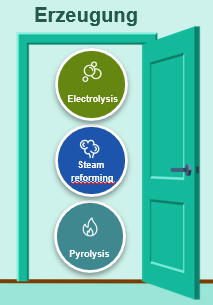 Erzeugung
Electrolysis
Steam
reforming
Pyrolysis